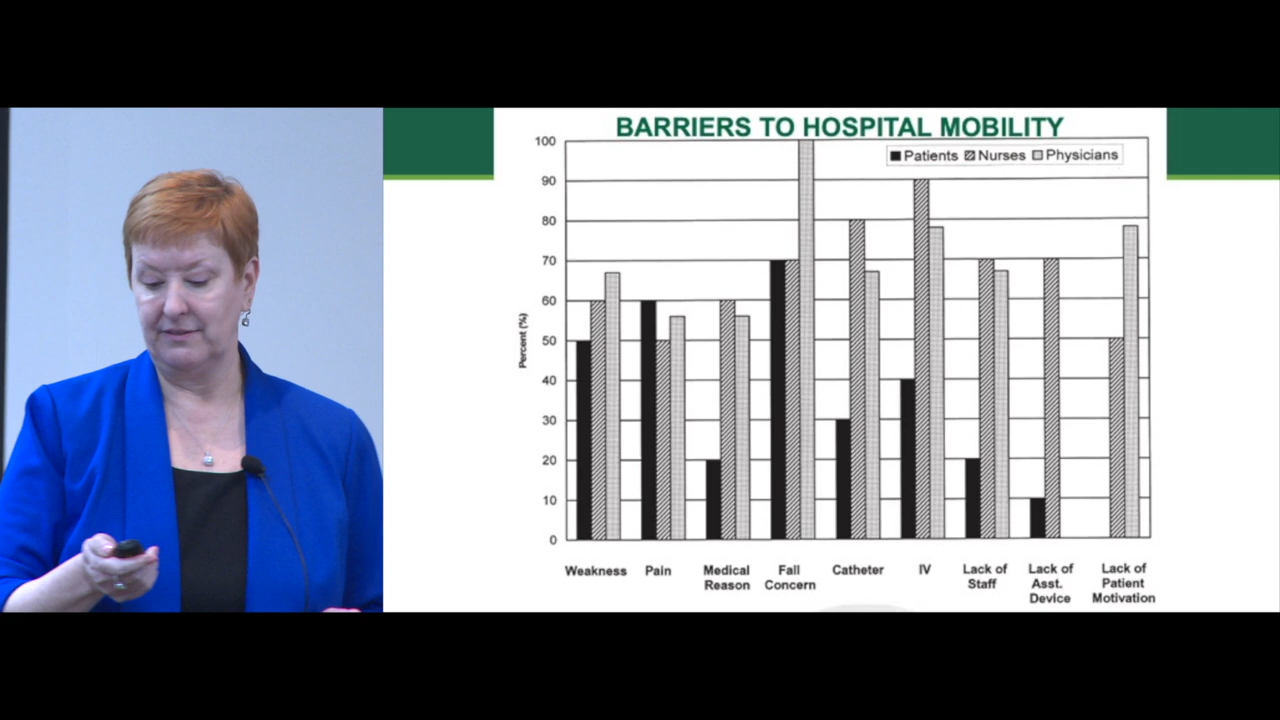 BARRIERS TO HOSPITAL MOBILITY
Patients Nurses Physicians
Percent (%)
100
90
80
70
60
50
40
30
20
10
0
Weakness Pain Medical Reason Fall Concern Catheter IV Lack of Staff Lack of Asst. Device Lack of Patient Motivation